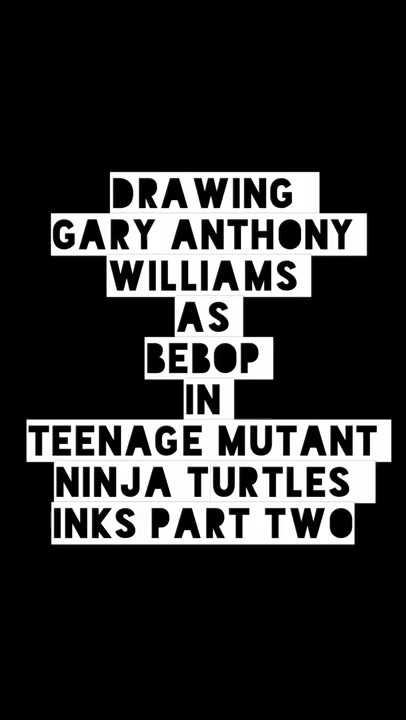 DRAWING
GARY ANTHONY
WILLIAMS
AS
BEBOP
IN
TEENAGE MUTANT
NINJA TURTLES
INKS PART TWO